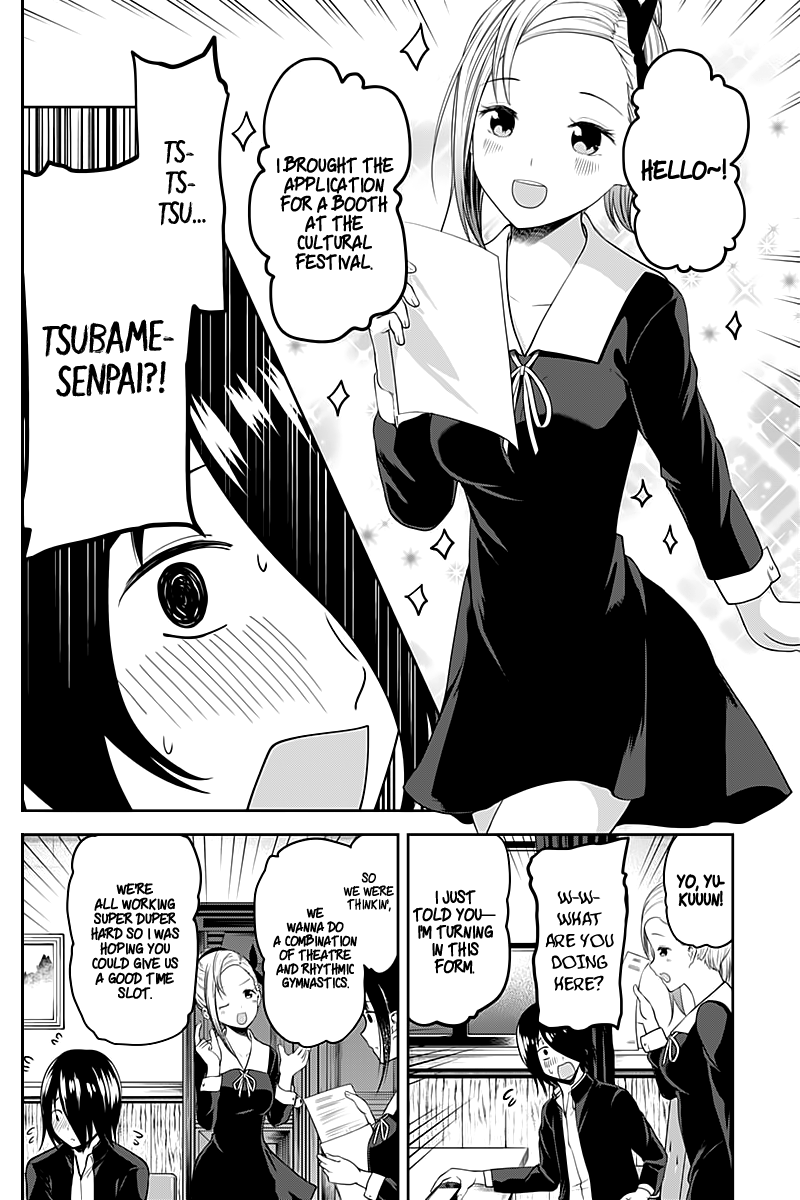 HELLO~!
I BROUGHT THE
APPLICATION
FOR A BOOTH
AT THE
CULTURAL
FESTIVAL.
TS-
TS-
TSU...
TSUBAME-
SENPAI?!
YO, YU-
KUUUN!
W-W-
WHAT
ARE YOU
DOING
HERE?
I JUST
TOLD YOU—
I'M TURNING
IN THIS
FORM.
SO
WE WERE
THINKIN',
WE
WANNA DO
A COMBINATION
OF THEATRE
AND RHYTHMIC
GYMNASTICS.
WE'RE
ALL WORKING
SUPER DUPER
HARD SO I WAS
HOPING YOU
COULD GIVE US
A GOOD TIME
SLOT.